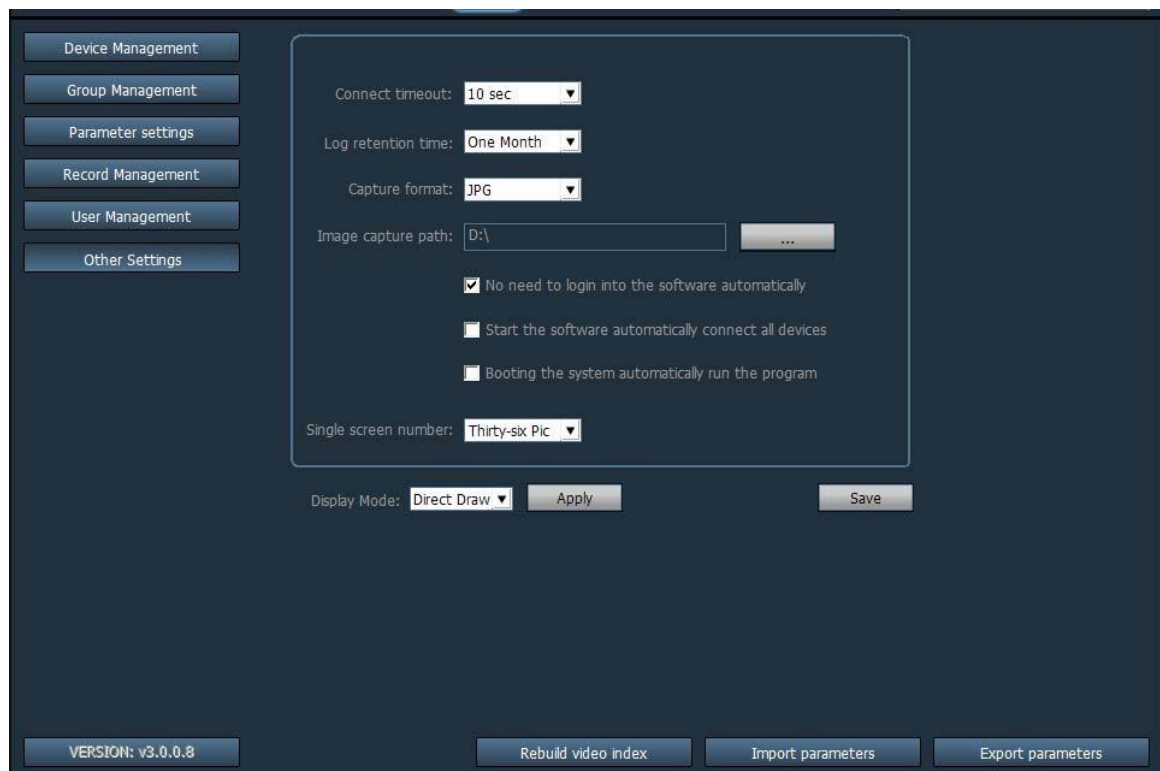 Device Management
Group Management
Parameter settings
Record Management
User Management
Other Settings
Connect timeout: 10 sec
Log retention time: One Month
Capture format: JPG
Image capture path: D:\ ...
No need to login into the software automatically
Start the software automatically connect all devices
Booting the system automatically run the program
Single screen number: Thirty-six Pic
Display Mode: Direct Draw Apply Save
VERSION: v3.0.0.8 Rebuild video index Import parameters Export parameters